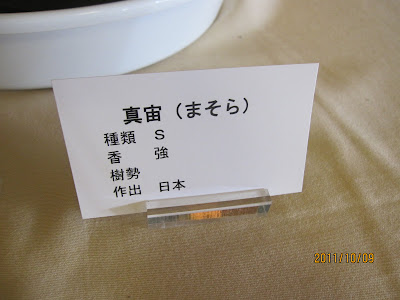 真宙（まそら）
種類　Ｓ
香　　強
樹勢
作出　日本
2011/10/09